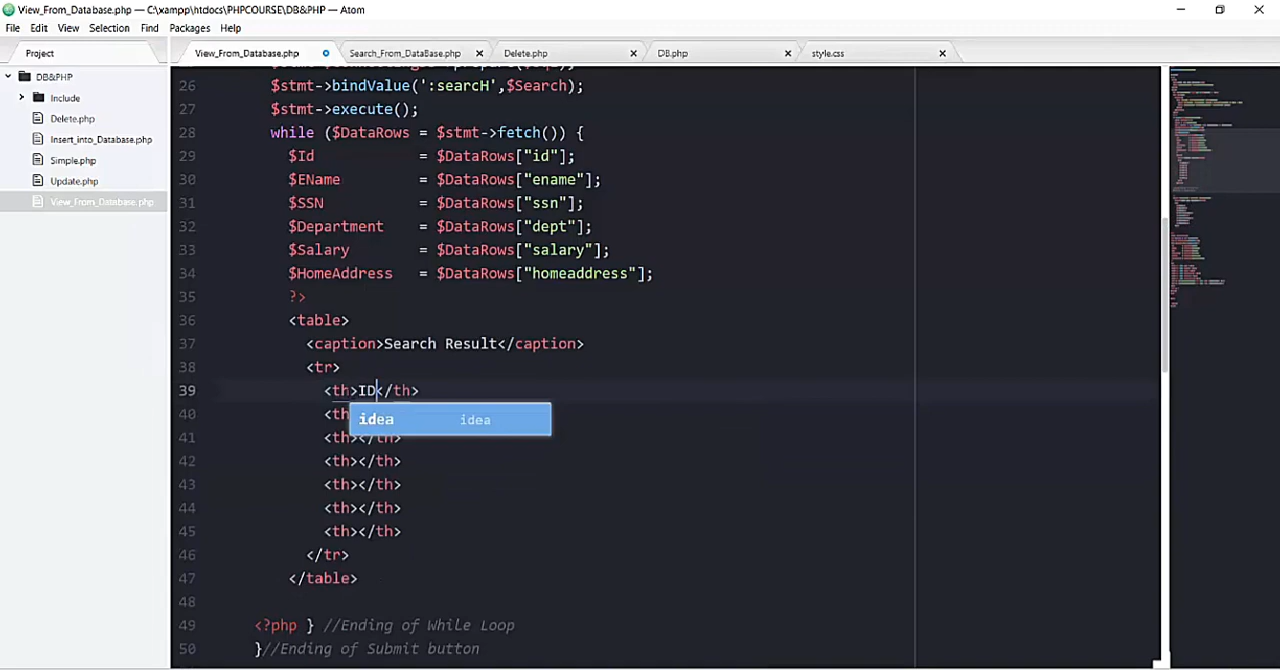 View_From_Database.php — C:\xampp\htdocs\PHPCOURSE\DB&PHP — Atom
File Edit View Selection Find Packages Help
Project
View_From_Database.php
Search_From_DataBase.php
Delete.php
DB.php
style.css
DB&PHP
Include
Delete.php
Insert_into_Database.php
Simple.php
Update.php
View_From_Database.php
26 $stmt->bindValue(':searcH',$Search);
27 $stmt->execute();
28 while ($DataRows = $stmt->fetch()) {
29 $Id = $DataRows["id"];
30 $EName = $DataRows["ename"];
31 $SSN = $DataRows["ssn"];
32 $Department = $DataRows["dept"];
33 $Salary = $DataRows["salary"];
34 $HomeAddress = $DataRows["homeaddress"];
35 ?>
36 <table>
37 <caption>Search Result</caption>
38 <tr>
39 <th>ID</th>
40 <th
idea idea
41 <th></th>
42 <th></th>
43 <th></th>
44 <th></th>
45 <th></th>
46 </tr>
47 </table>
48
49 <?php } //Ending of While Loop
50 }//Ending of Submit button